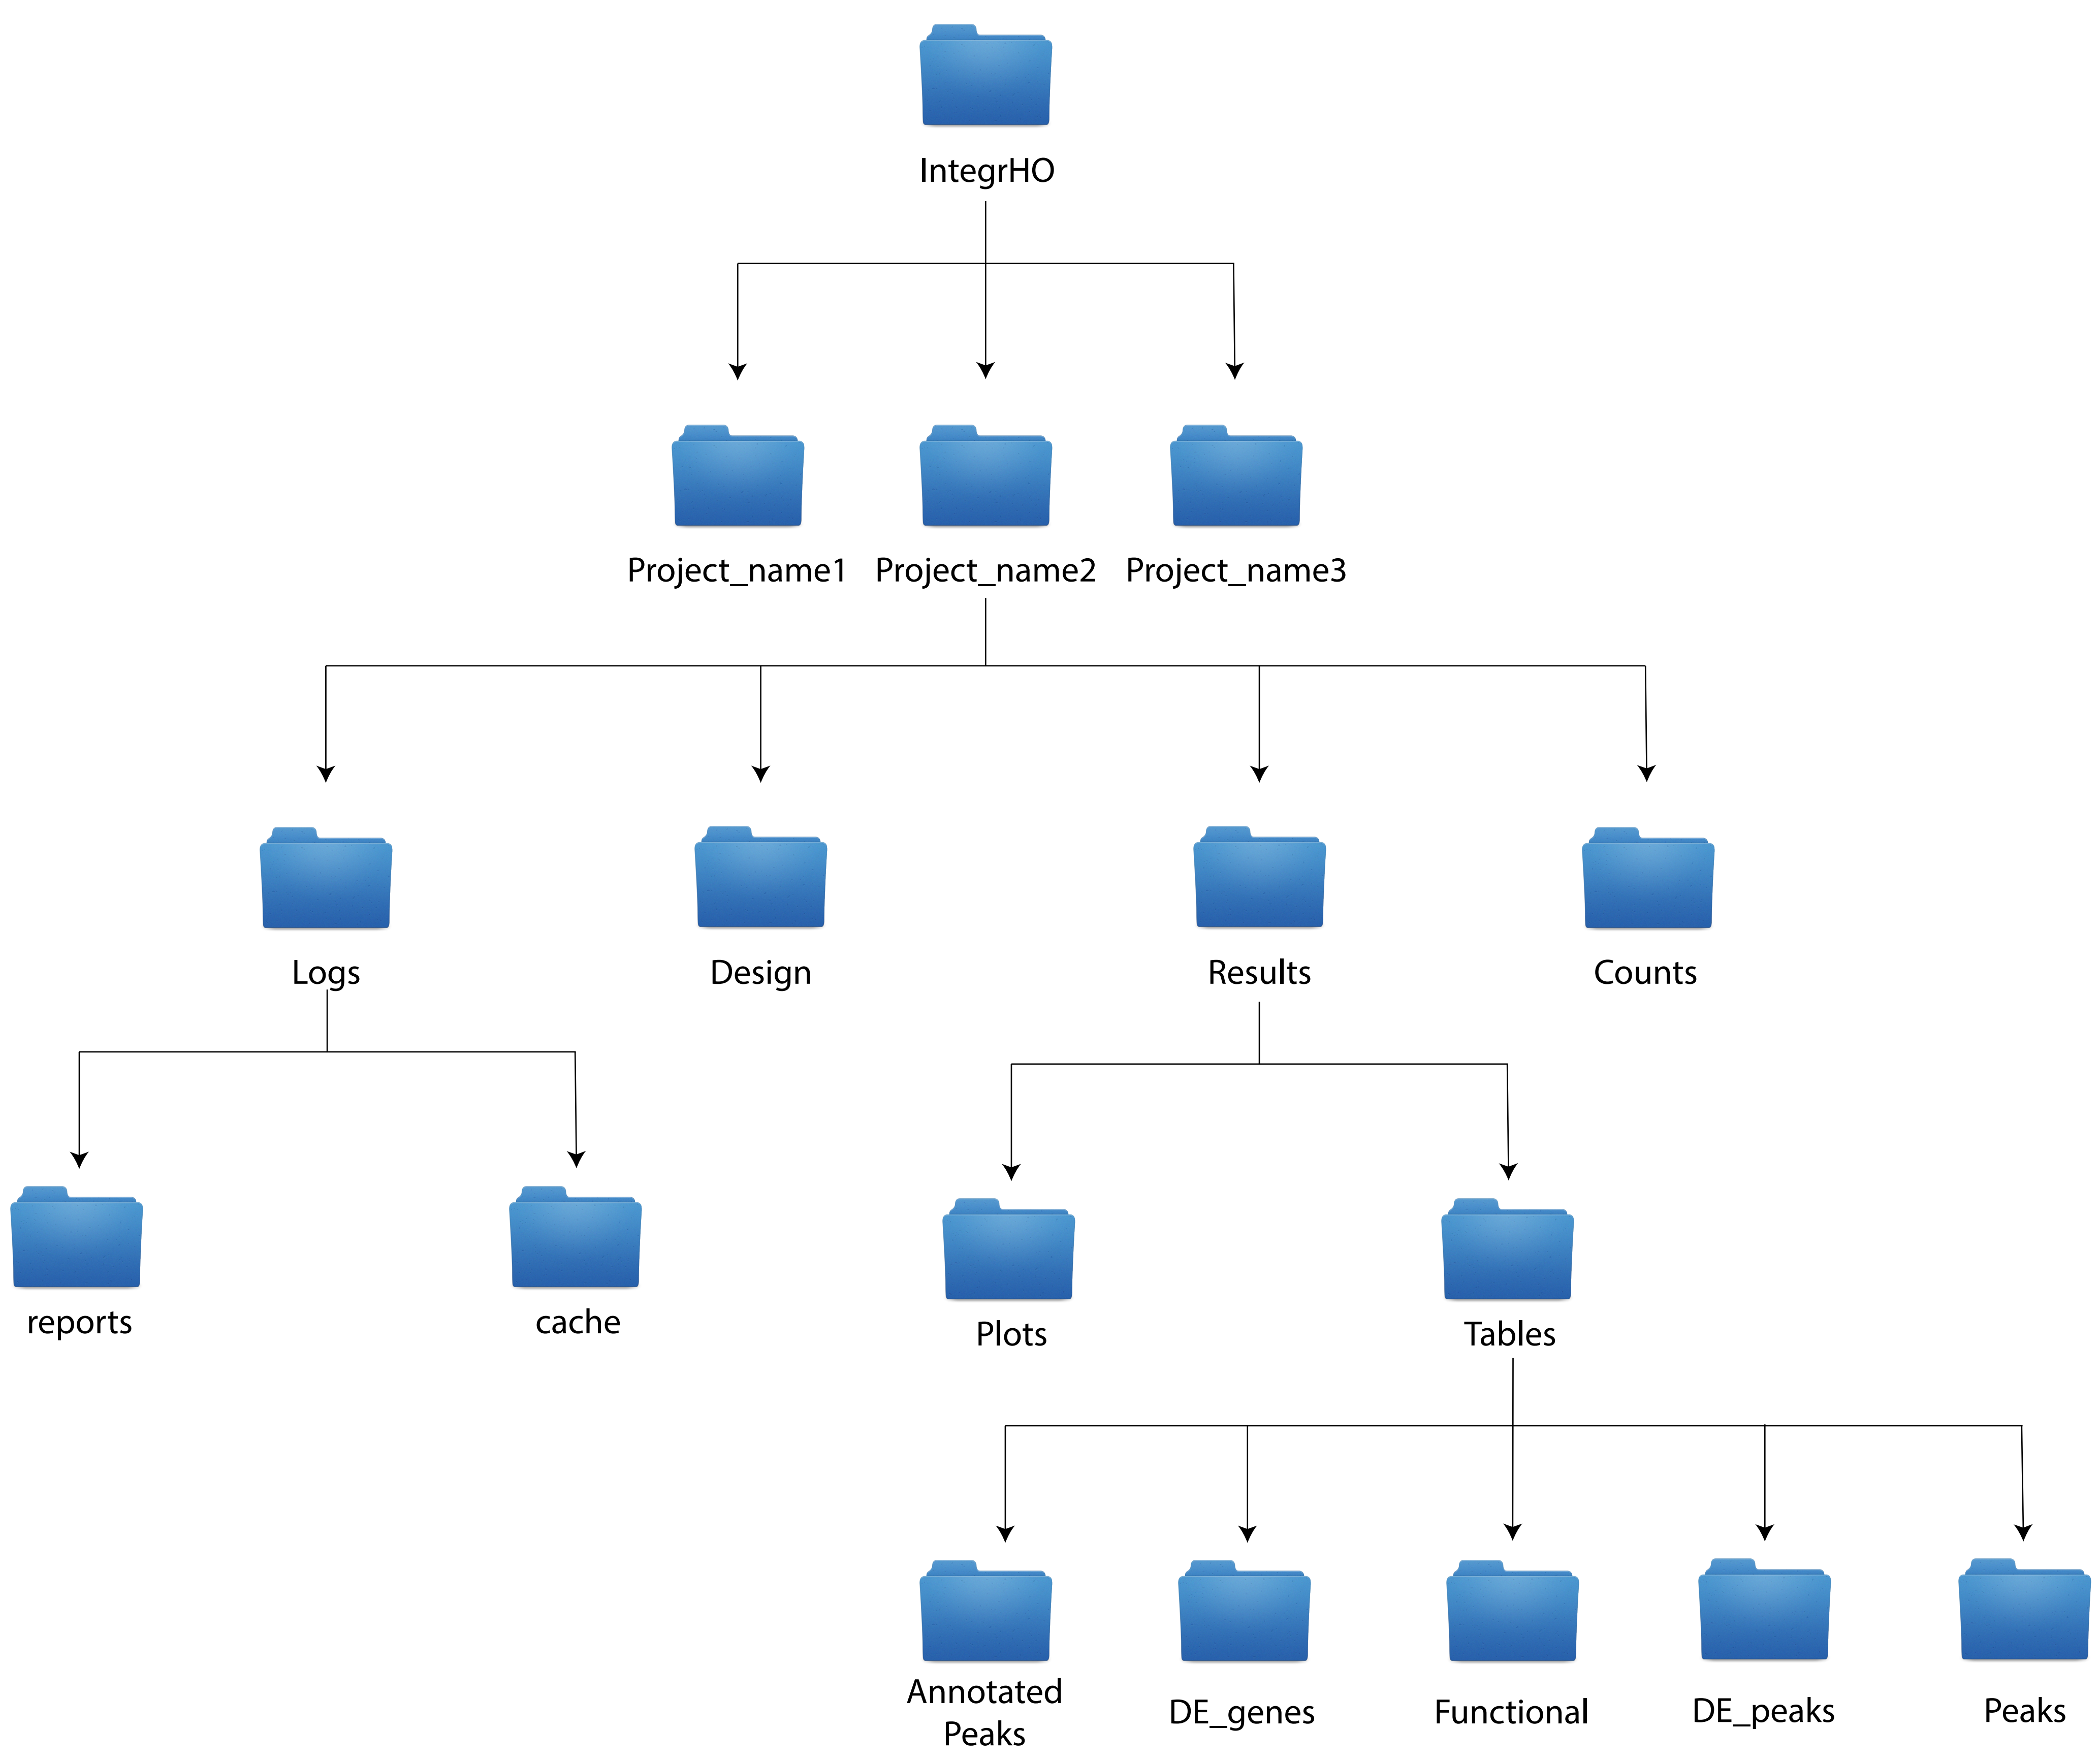 IntegrHO
Project_name1
Project_name2
Project_name3
Logs
Design
Results
Counts
reports
cache
Plots
Tables
Annotated
Peaks
DE_genes
Functional
DE_peaks
Peaks